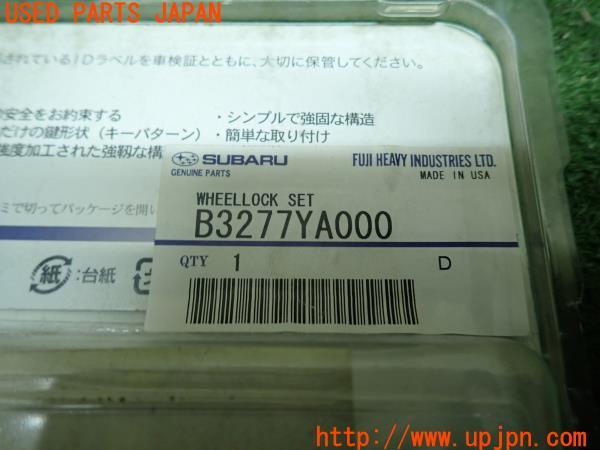 USED PARTS JAPAN
されている!IDラベルを車検証とともに、大切に保管してください。
安全をお約束する
・シンプルで強固な構造
だけの鍵形状（キーパターン）
・簡単な取り付け
強度加工された強靱な構
SUBARU
GENUINE PARTS
FUJI HEAVY INDUSTRIES LTD.
MADE IN USA
ミで切ってパッケージを開い
WHEELLOCK SET
B3277YA000
QTY 1
D
紙:台紙
http://www.upjpn.com